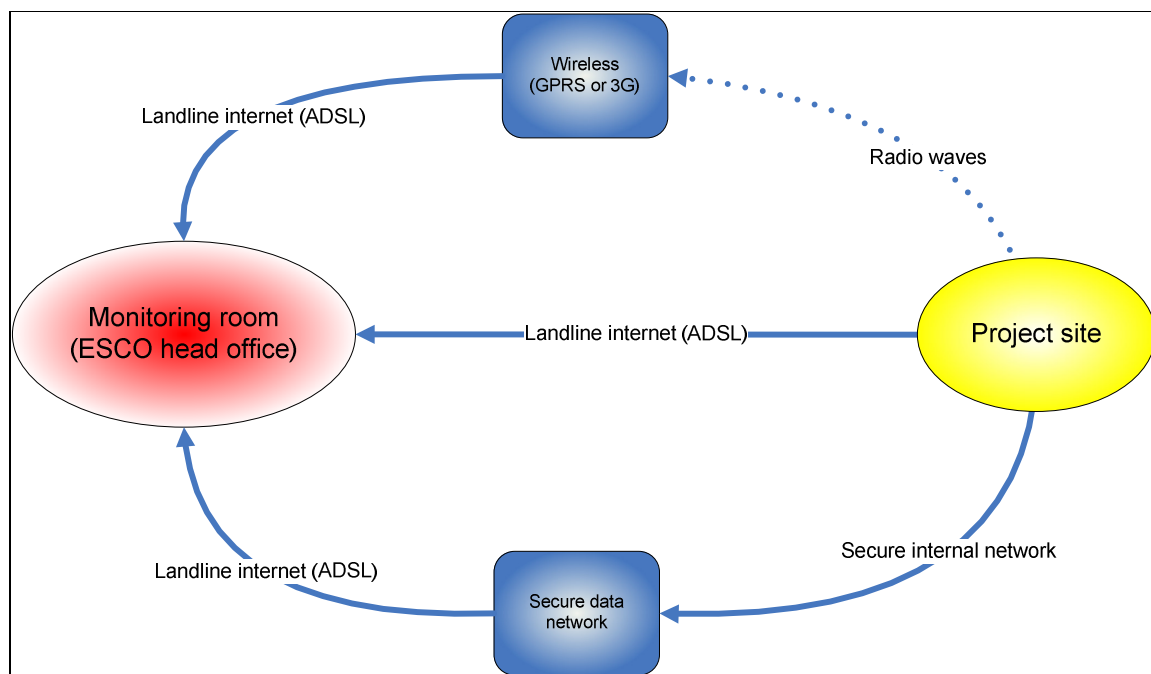 Wireless
(GPRS or 3G)
Landline internet (ADSL)
Radio waves
Monitoring room
(ESCO head office)
Landline internet (ADSL)
Project site
Secure internal network
Landline internet (ADSL)
Secure data
network